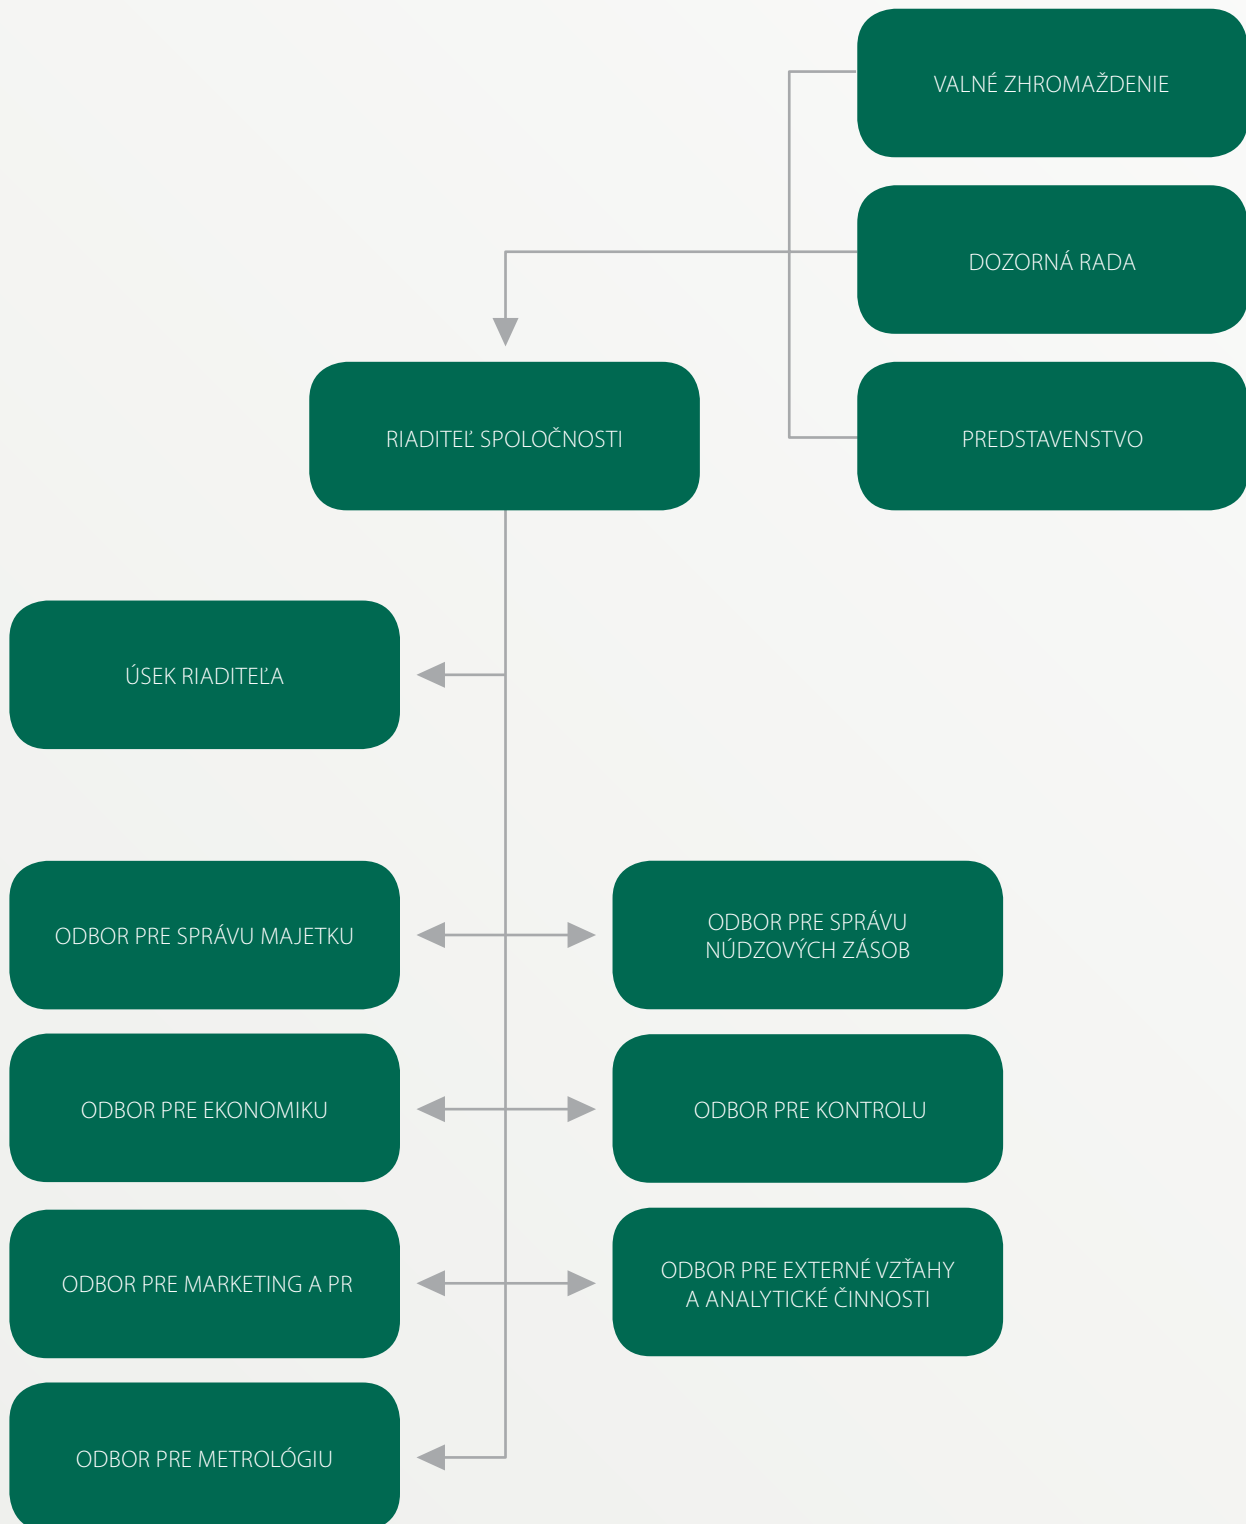 VALNÉ ZHROMAŽDENIE
DOZORNÁ RADA
RIADITEĽ SPOLOČNOSTI
PREDSTAVENSTVO
ÚSEK RIADITEĽA
ODBOR PRE SPRÁVU MAJETKU
ODBOR PRE SPRÁVU
NÚDZOVÝCH ZÁSOB
ODBOR PRE EKONOMIKU
ODBOR PRE KONTROLU
ODBOR PRE MARKETING A PR
ODBOR PRE EXTERNÉ VZŤAHY
A ANALYTICKÉ ČINNOSTI
ODBOR PRE METROLÓGIU